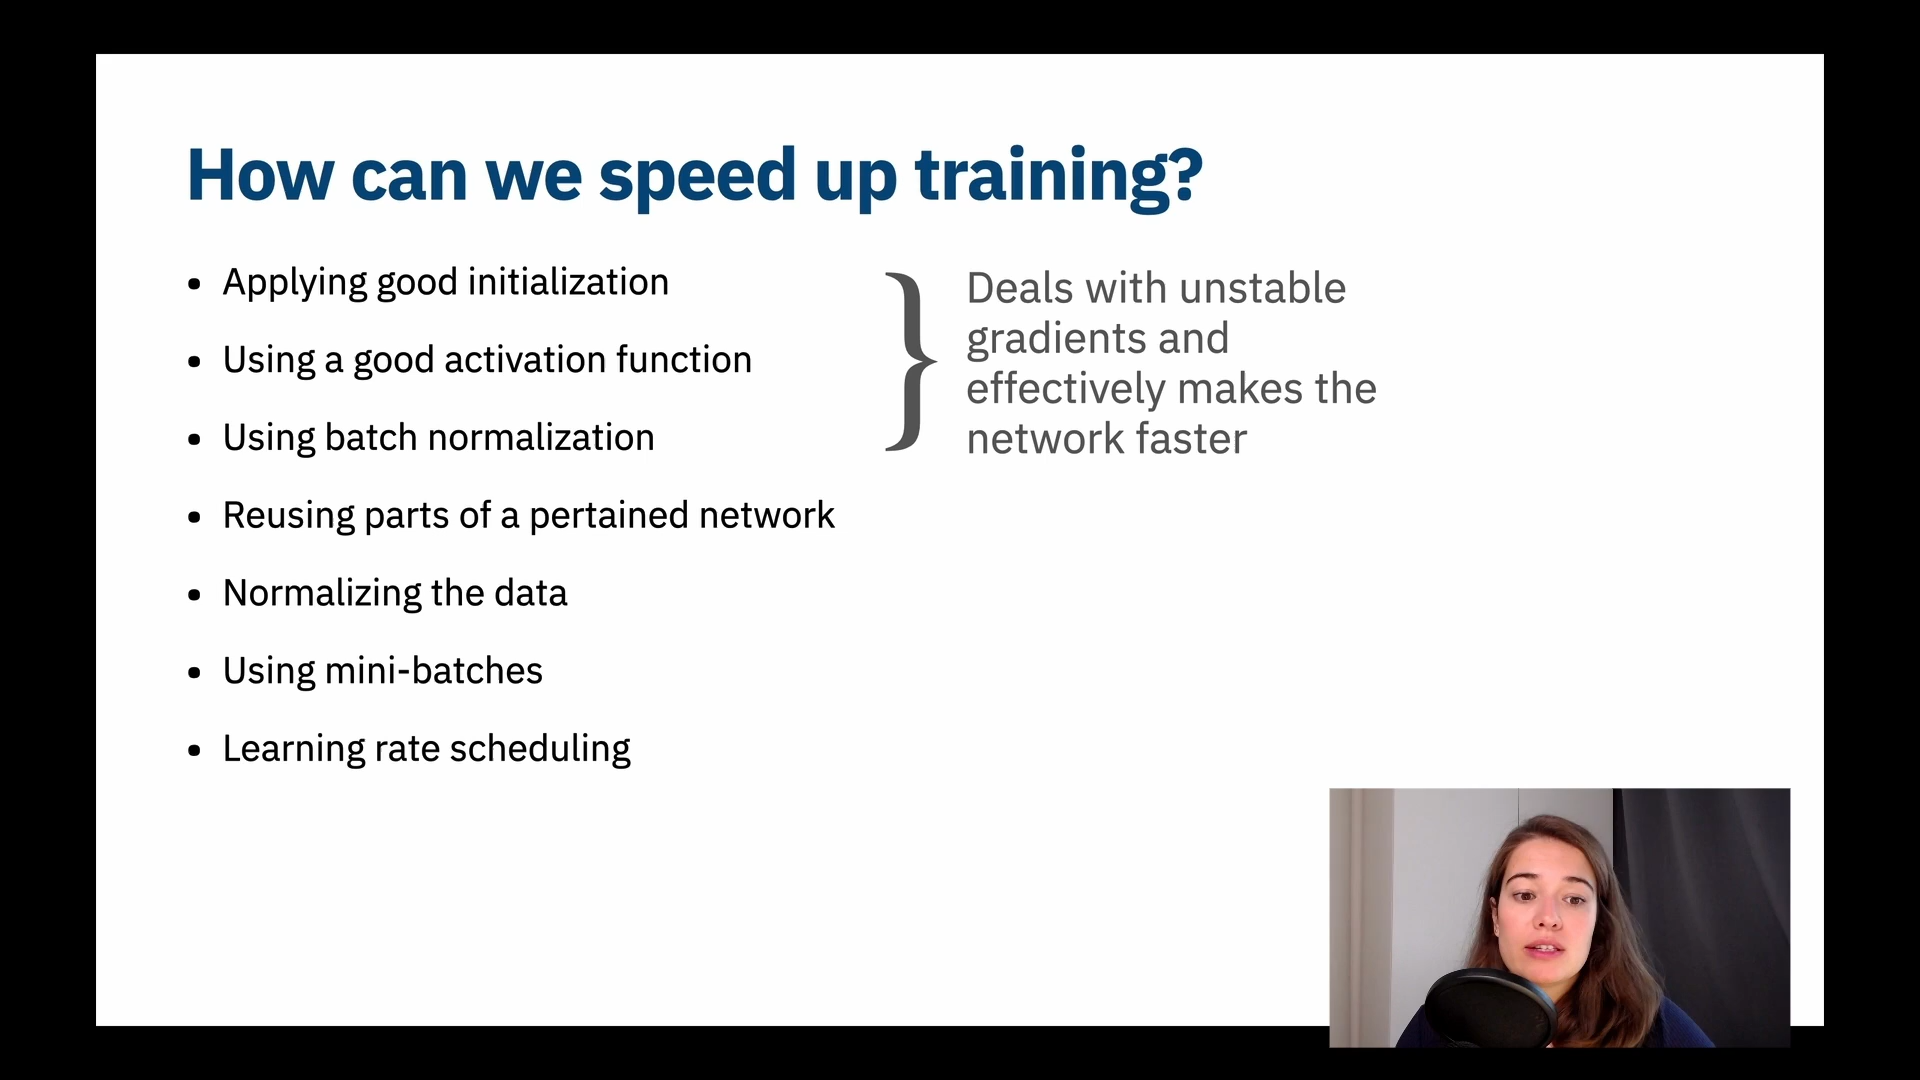 How can we speed up training?
• Applying good initialization
• Using a good activation function
• Using batch normalization
• Reusing parts of a pertained network
• Normalizing the data
• Using mini-batches
• Learning rate scheduling
Deals with unstable
gradients and
effectively makes the
network faster